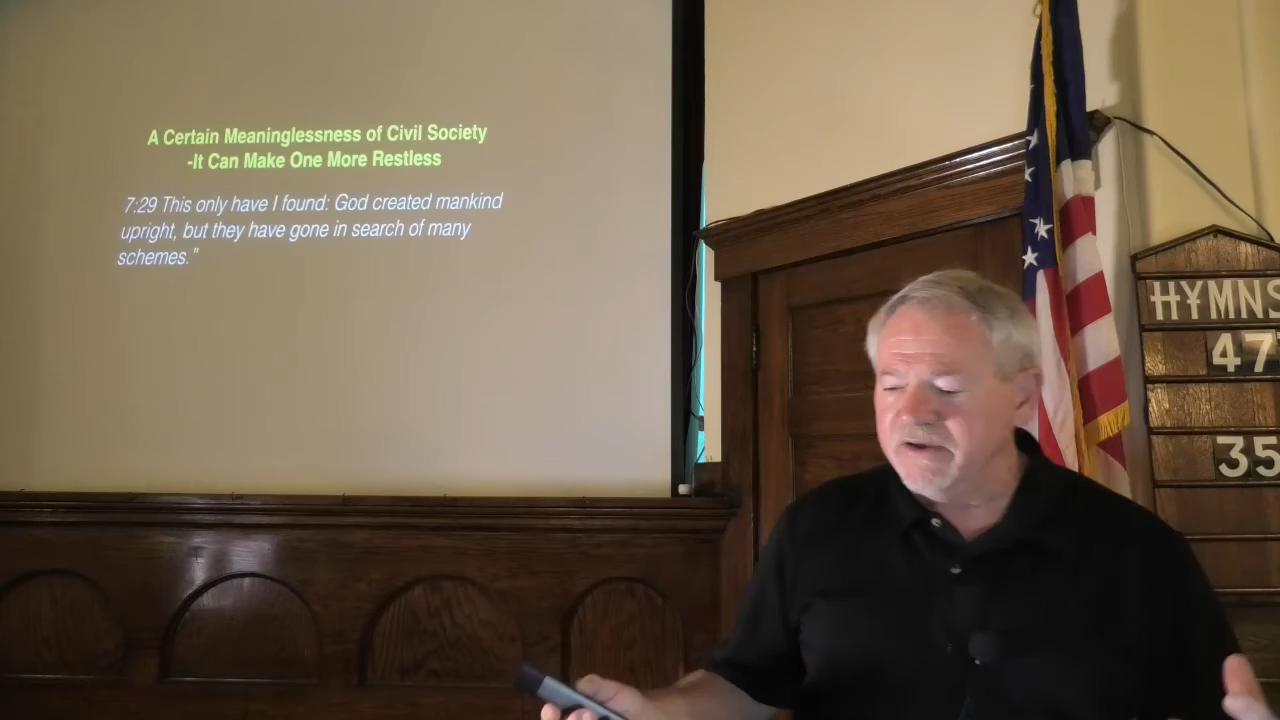 A Certain Meaninglessness of Civil Society
-It Can Make One More Restless
7:29 This only have I found: God created mankind
upright, but they have gone in search of many
schemes."
HYMNS
47
35